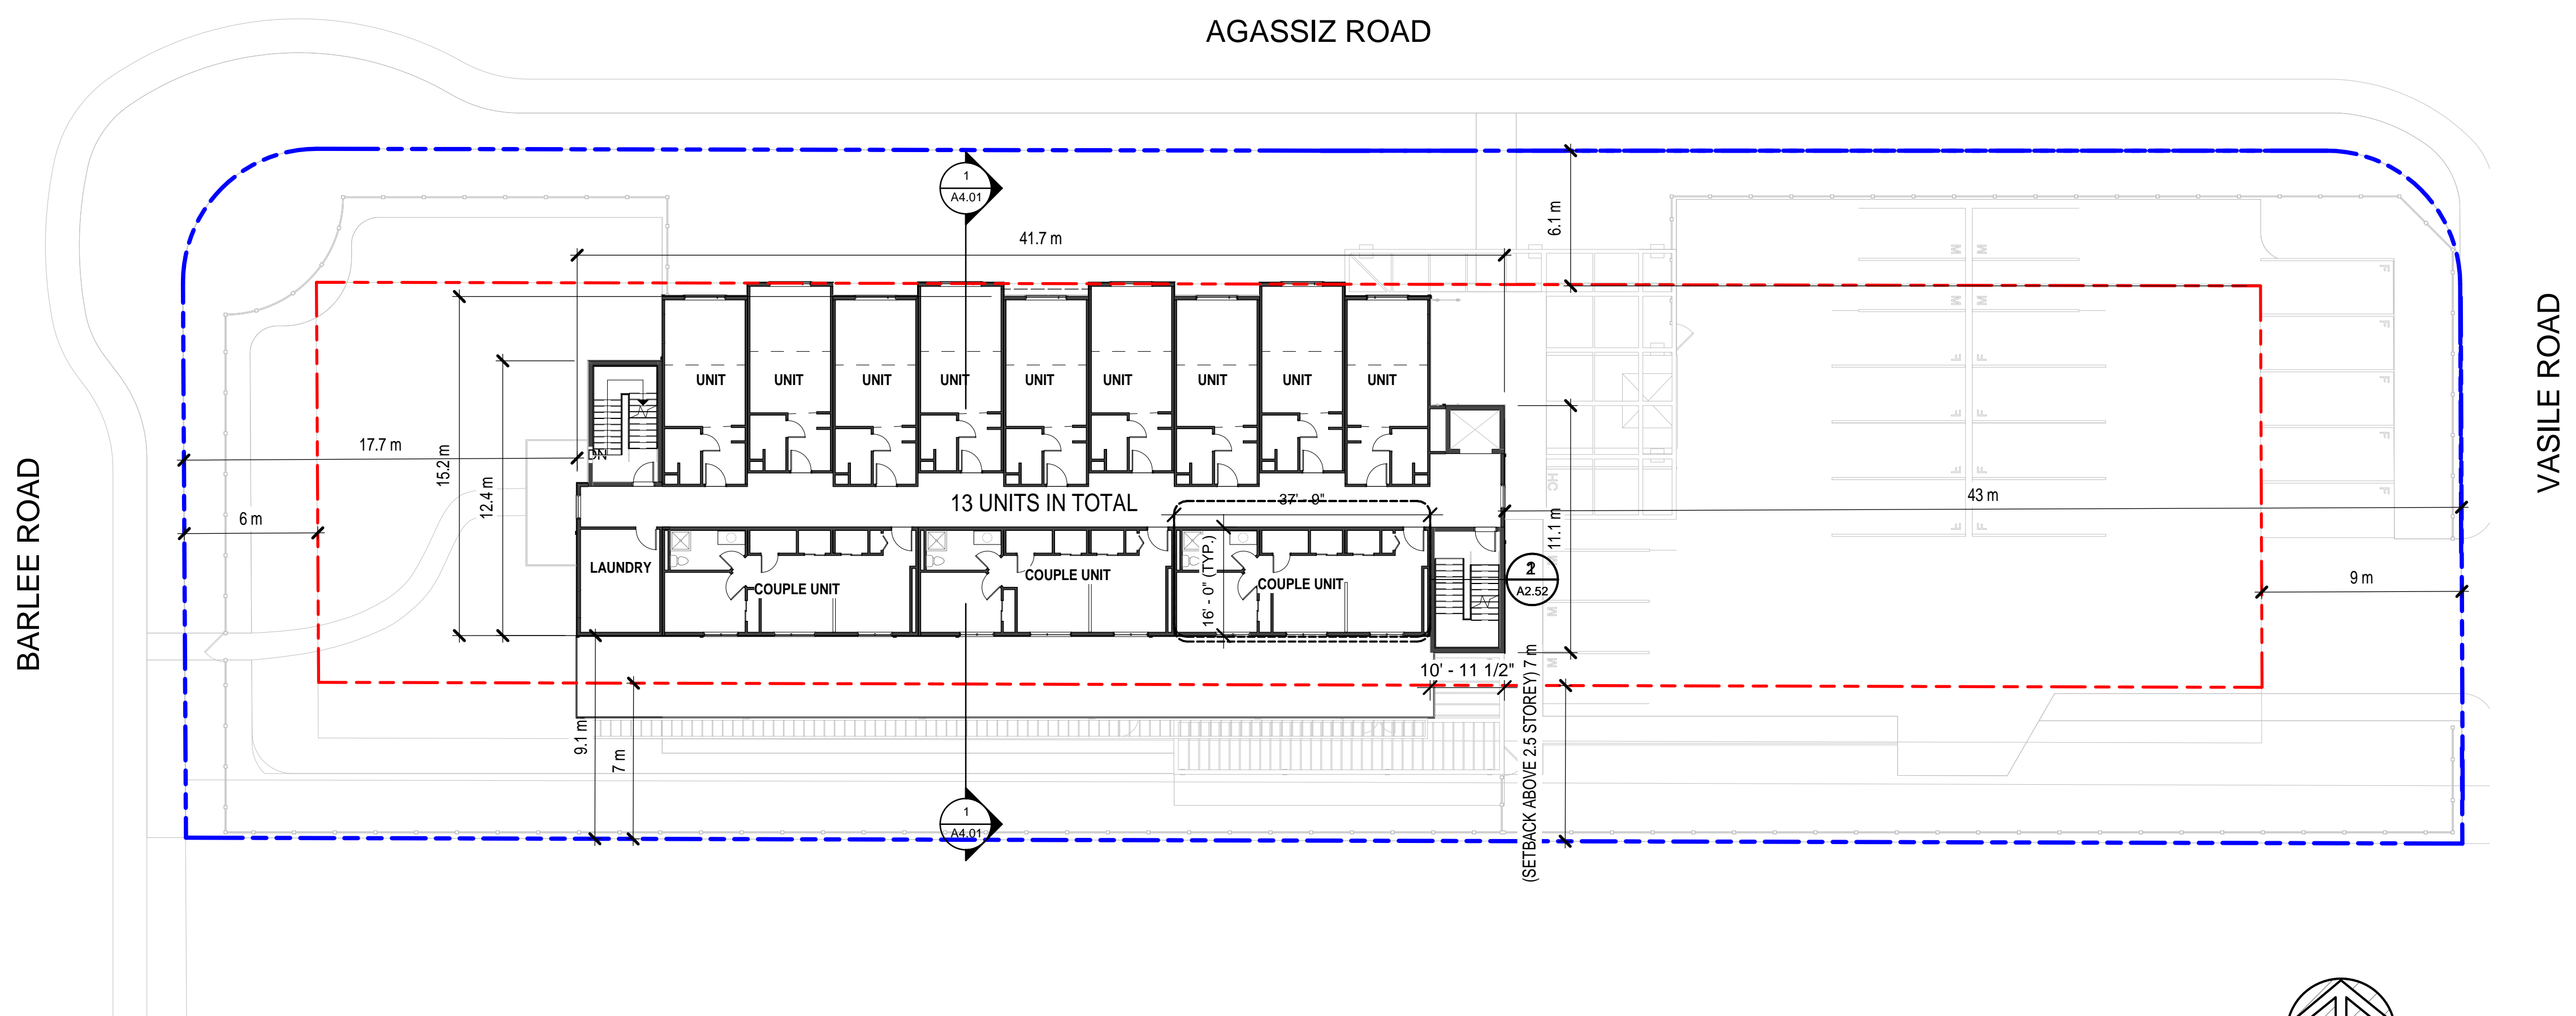 AGASSIZ ROAD
1
A4.01
6.1 m
41.7 m
UNIT
UNIT
UNIT
UNIT
UNIT
UNIT
UNIT
UNIT
UNIT
17.7 m
15.2 m
12.4 m
DN
BARLEE ROAD
VASILE ROAD
6 m
13 UNITS IN TOTAL
37' - 9"
43 m
11.1 m
HC
LAUNDRY
COUPLE UNIT
COUPLE UNIT
COUPLE UNIT
16' - 0" (TYP.)
A2.52
9 m
10' - 11 1/2"
(SETBACK ABOVE 2.5 STOREY) 7 m
9.1 m
7 m
1
A4.01
M
M
M
M
F
F
F
F
F
F
F
F
F
F
F
F
F
M
M
M